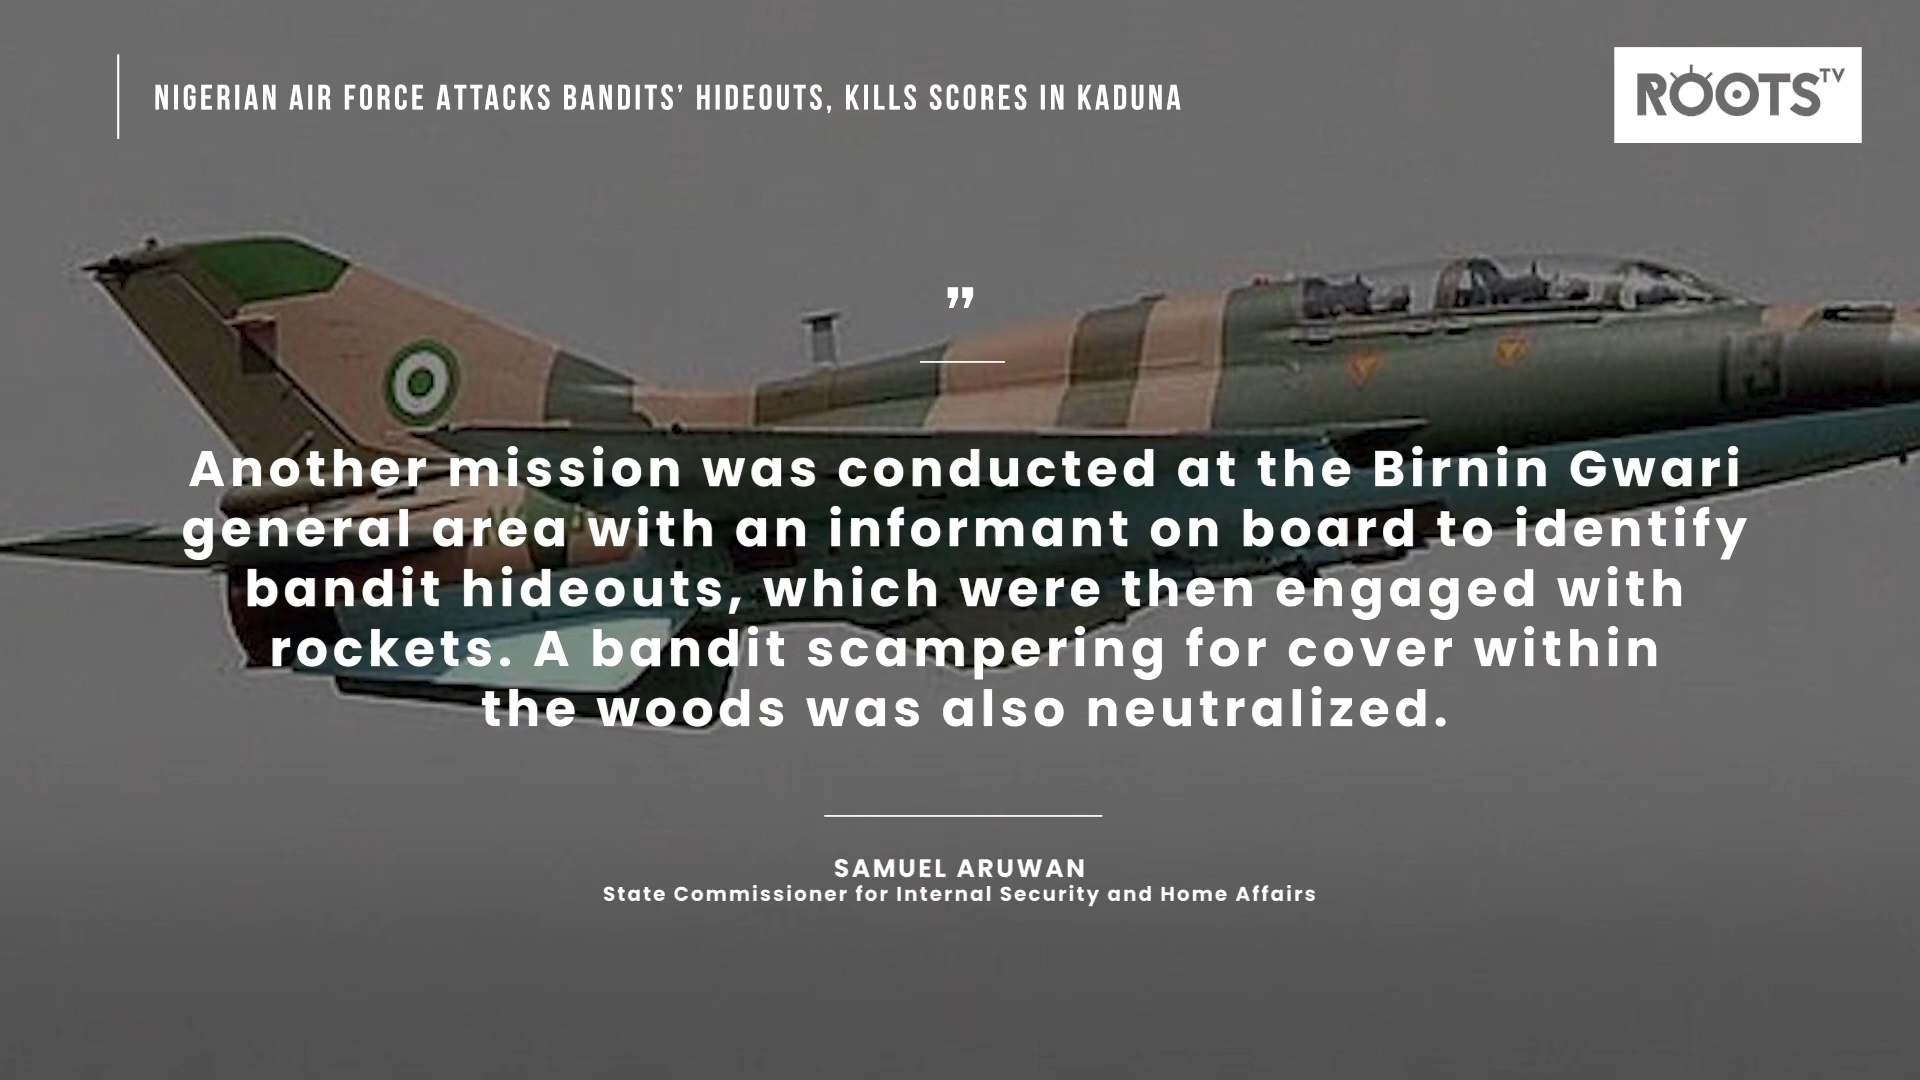 NIGERIAN AIR FORCE ATTACKS BANDITS’ HIDEOUTS, KILLS SCORES IN KADUNA
ROOTS TV
”
Another mission was conducted at the Birnin Gwari
general area with an informant on board to identify
bandit hideouts, which were then engaged with
rockets. A bandit scampering for cover within
the woods was also neutralized.
SAMUEL ARUWAN
State Commissioner for Internal Security and Home Affairs